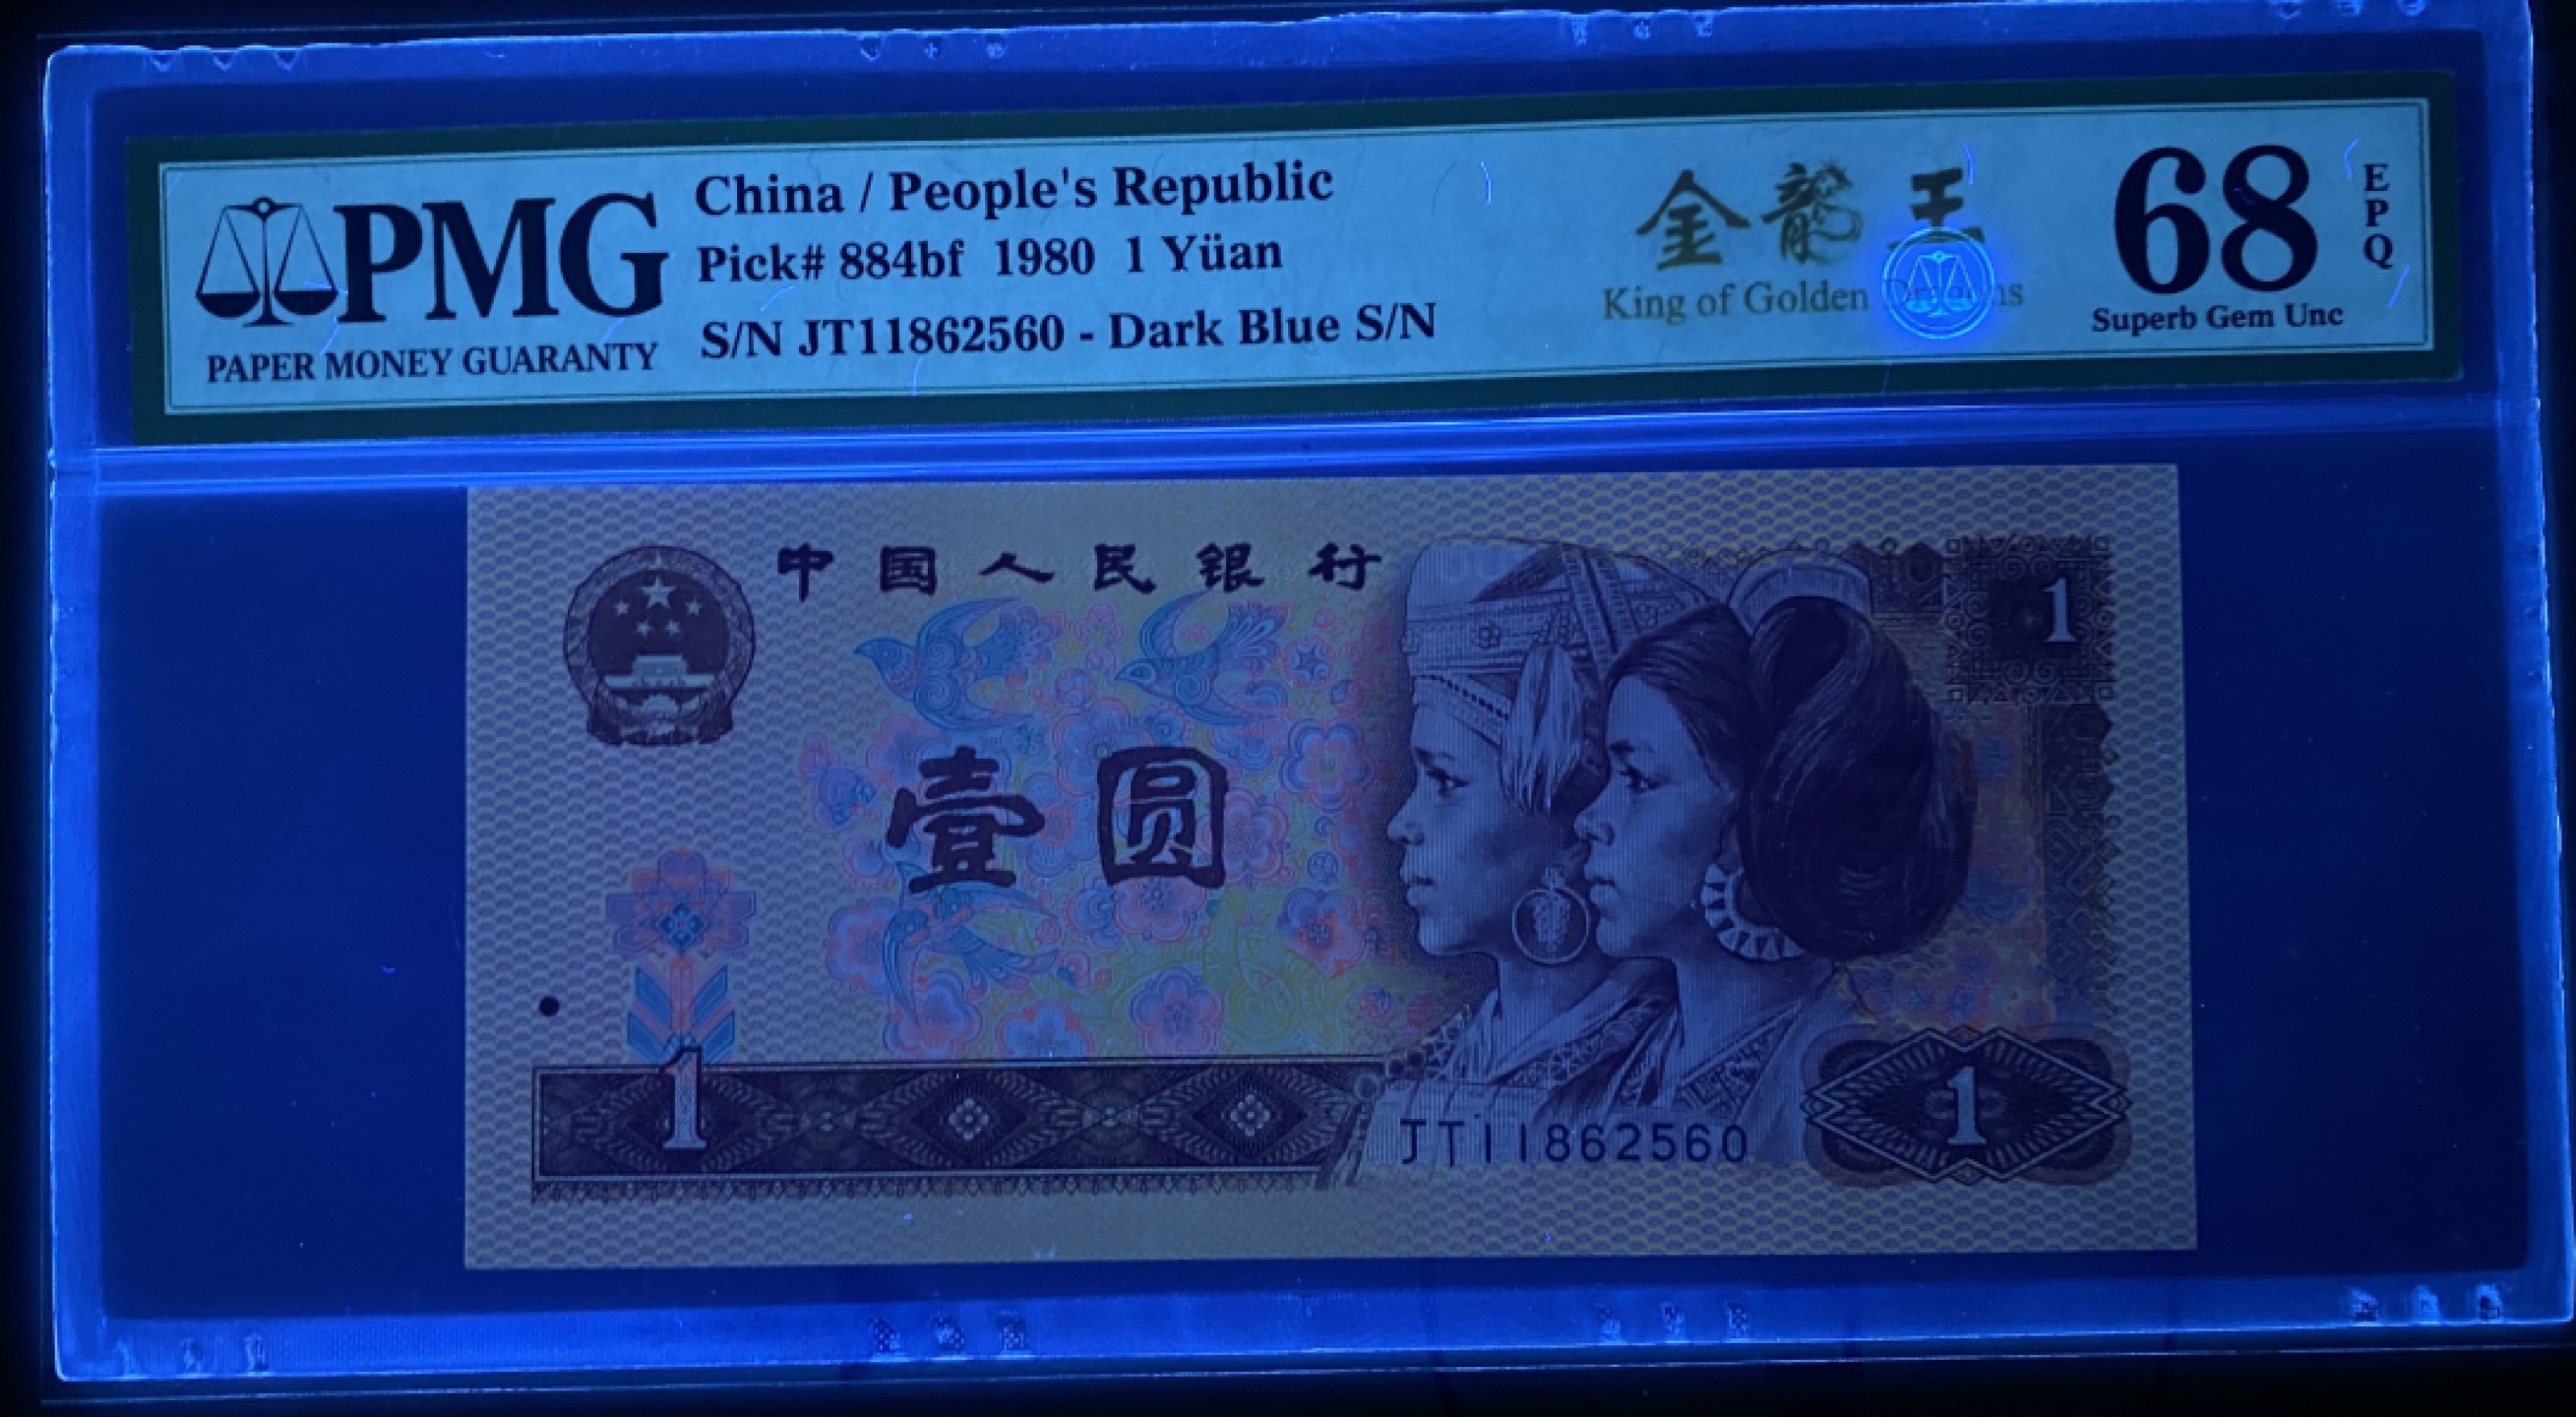 PMG
PAPER MONEY GUARANTY
China / People's Republic
Pick# 884bf 1980 1 Yüan
S/N JT11862560 - Dark Blue S/N
金龍王
King of Golden Dragons
68
EPQ
Superb Gem Unc
中国人民银行
1
壹圆
1
JT11862560
1